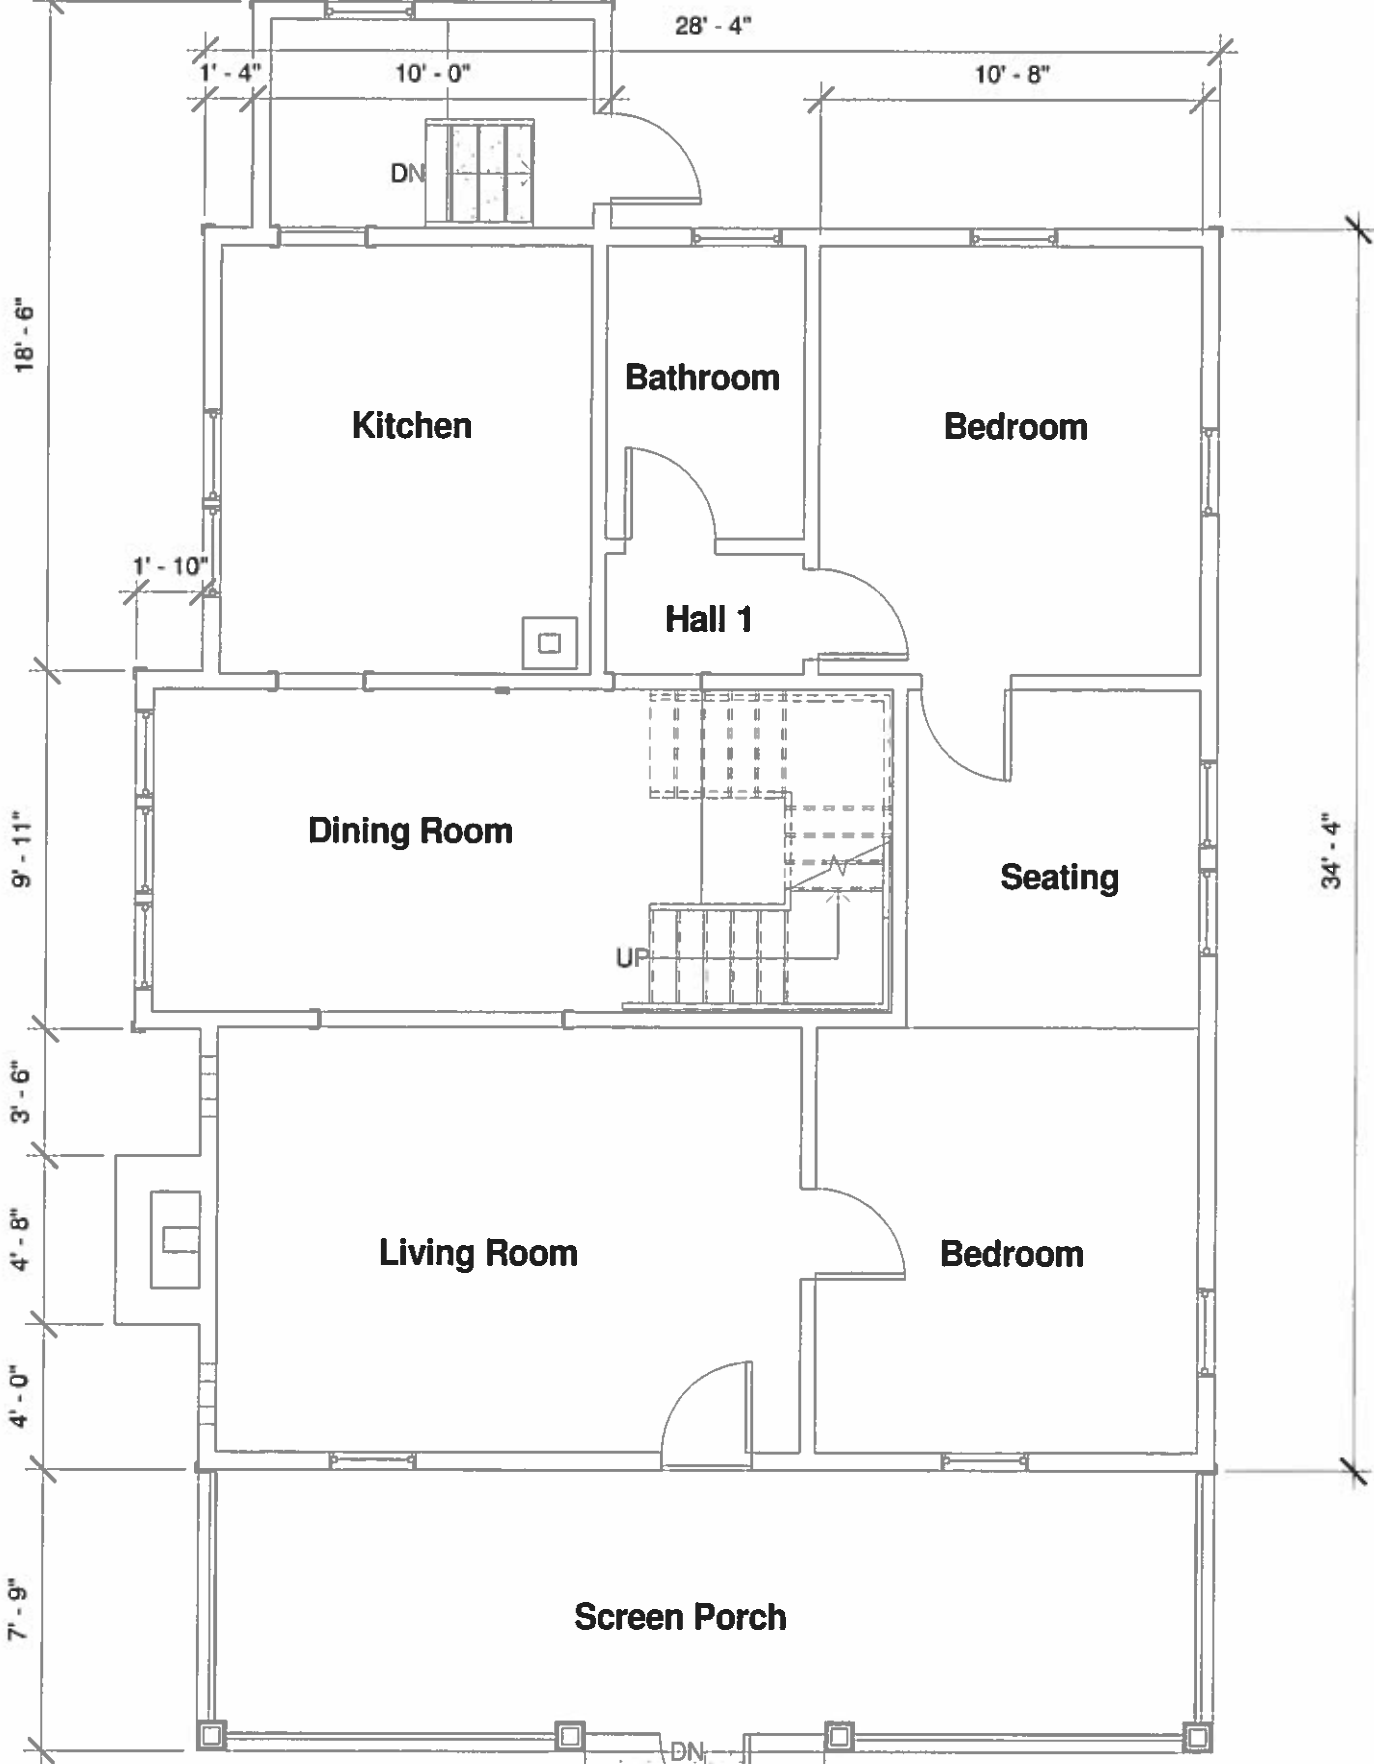 28' - 4"
1' - 4"
10' - 0"
10' - 8"
DN
18' - 6"
Bathroom
Kitchen
Bedroom
1' - 10"
Hall 1
Dining Room
9' - 11"
34' - 4"
Seating
UP
3' - 6"
4' - 8"
Living Room
Bedroom
4' - 0"
7' - 9"
Screen Porch
DN